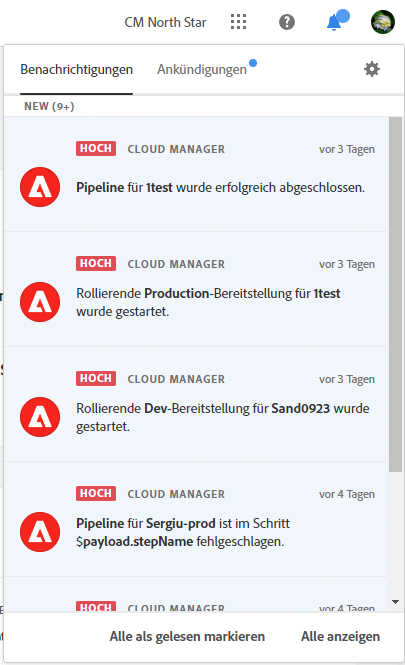 CM North Star
Benachrichtigungen
Ankündigungen
NEW (9+)
HOCH CLOUD MANAGER vor 3 Tagen
Pipeline für 1test wurde erfolgreich abgeschlossen.
HOCH CLOUD MANAGER vor 3 Tagen
Rollierende Production-Bereitstellung für 1test
wurde gestartet.
HOCH CLOUD MANAGER vor 3 Tagen
Rollierende Dev-Bereitstellung für Sand0923 wurde
gestartet.
HOCH CLOUD MANAGER vor 4 Tagen
Pipeline für Sergiu-prod ist im Schritt
$payload.stepName fehlgeschlagen.
HOCH CLOUD MANAGER vor 4 Tagen
Alle als gelesen markieren
Alle anzeigen